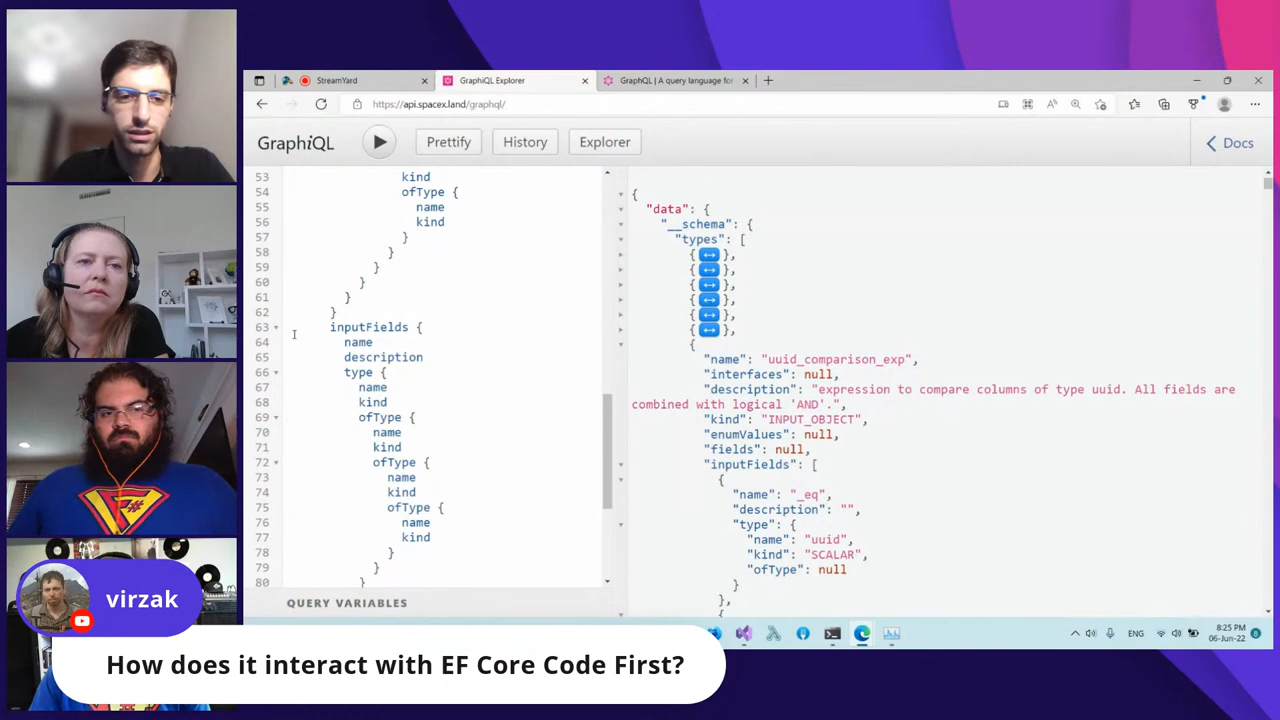 StreamYard
GraphiQL Explorer
GraphQL | A query language for
https://api.spacex.land/graphql/
GraphiQL
Prettify
History
Explorer
Docs
53 kind
54 ofType {
55 name
56 kind
57 }
58 }
59 }
60 }
61 }
62 }
63 inputFields {
64 name
65 description
66 type {
67 name
68 kind
69 ofType {
70 name
71 kind
72 ofType {
73 name
74 kind
75 ofType {
76 name
77 kind
78 }
79 }
80 }
QUERY VARIABLES
{
"data": {
"__schema": {
"types": [
{ },
{ },
{ },
{ },
{ },
{ },
{
"name": "uuid_comparison_exp",
"interfaces": null,
"description": "expression to compare columns of type uuid. All fields are
combined with logical 'AND'.",
"kind": "INPUT_OBJECT",
"enumValues": null,
"fields": null,
"inputFields": [
{
"name": "_eq",
"description": "",
"type": {
"name": "uuid",
"kind": "SCALAR",
"ofType": null
}
},
{
ENG
8:25 PM
06-Jun-22
8
F#
virzak
How does it interact with EF Core Code First?